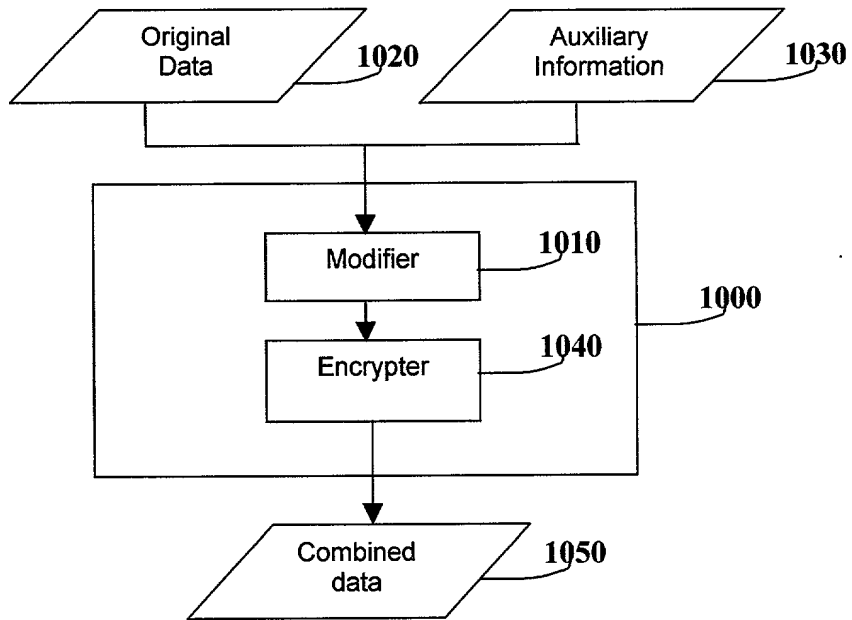 Original
Data
1020
Auxiliary
Information
1030
Modifier
1010
1000
Encrypter
1040
Combined
data
1050